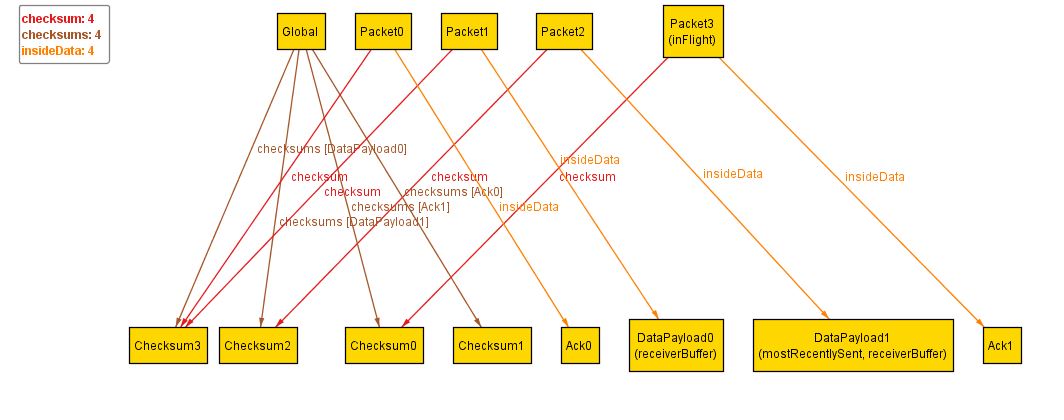 checksum: 4
checksums: 4
insideData: 4
Global
Packet0
Packet1
Packet2
Packet3
(inFlight)
checksums [DataPayload0]
insideData
checksum
checksum
checksum
insideData
insideData
checksum
checksums [Ack0]
checksums [Ack1]
insideData
checksums [DataPayload1]
Checksum3
Checksum2
Checksum0
Checksum1
Ack0
DataPayload0
(receiverBuffer)
DataPayload1
(mostRecentlySent, receiverBuffer)
Ack1